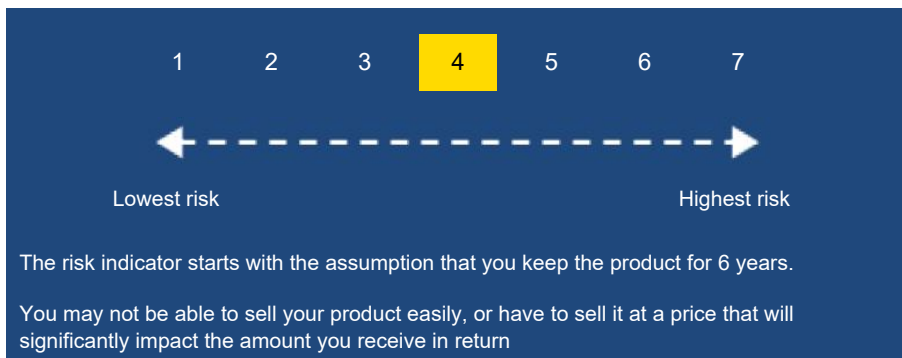 1 2 3 4 5 6 7
Lowest risk Highest risk
The risk indicator starts with the assumption that you keep the product for 6 years.
You may not be able to sell your product easily, or have to sell it at a price that will
significantly impact the amount you receive in return